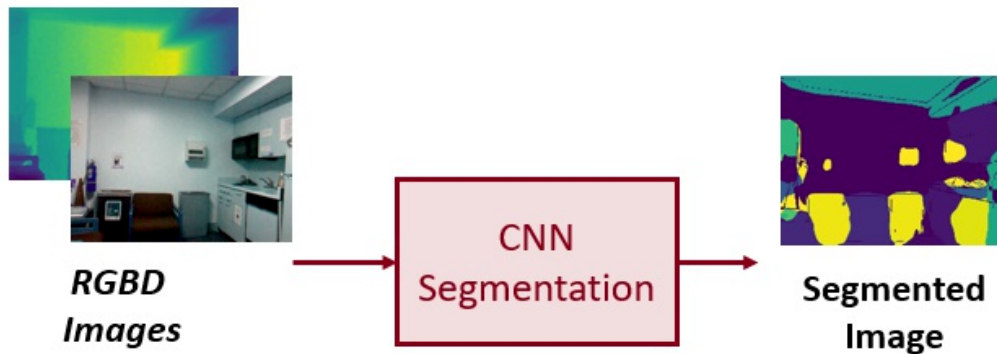 RGBD
Images
CNN
Segmentation
Segmented
Image